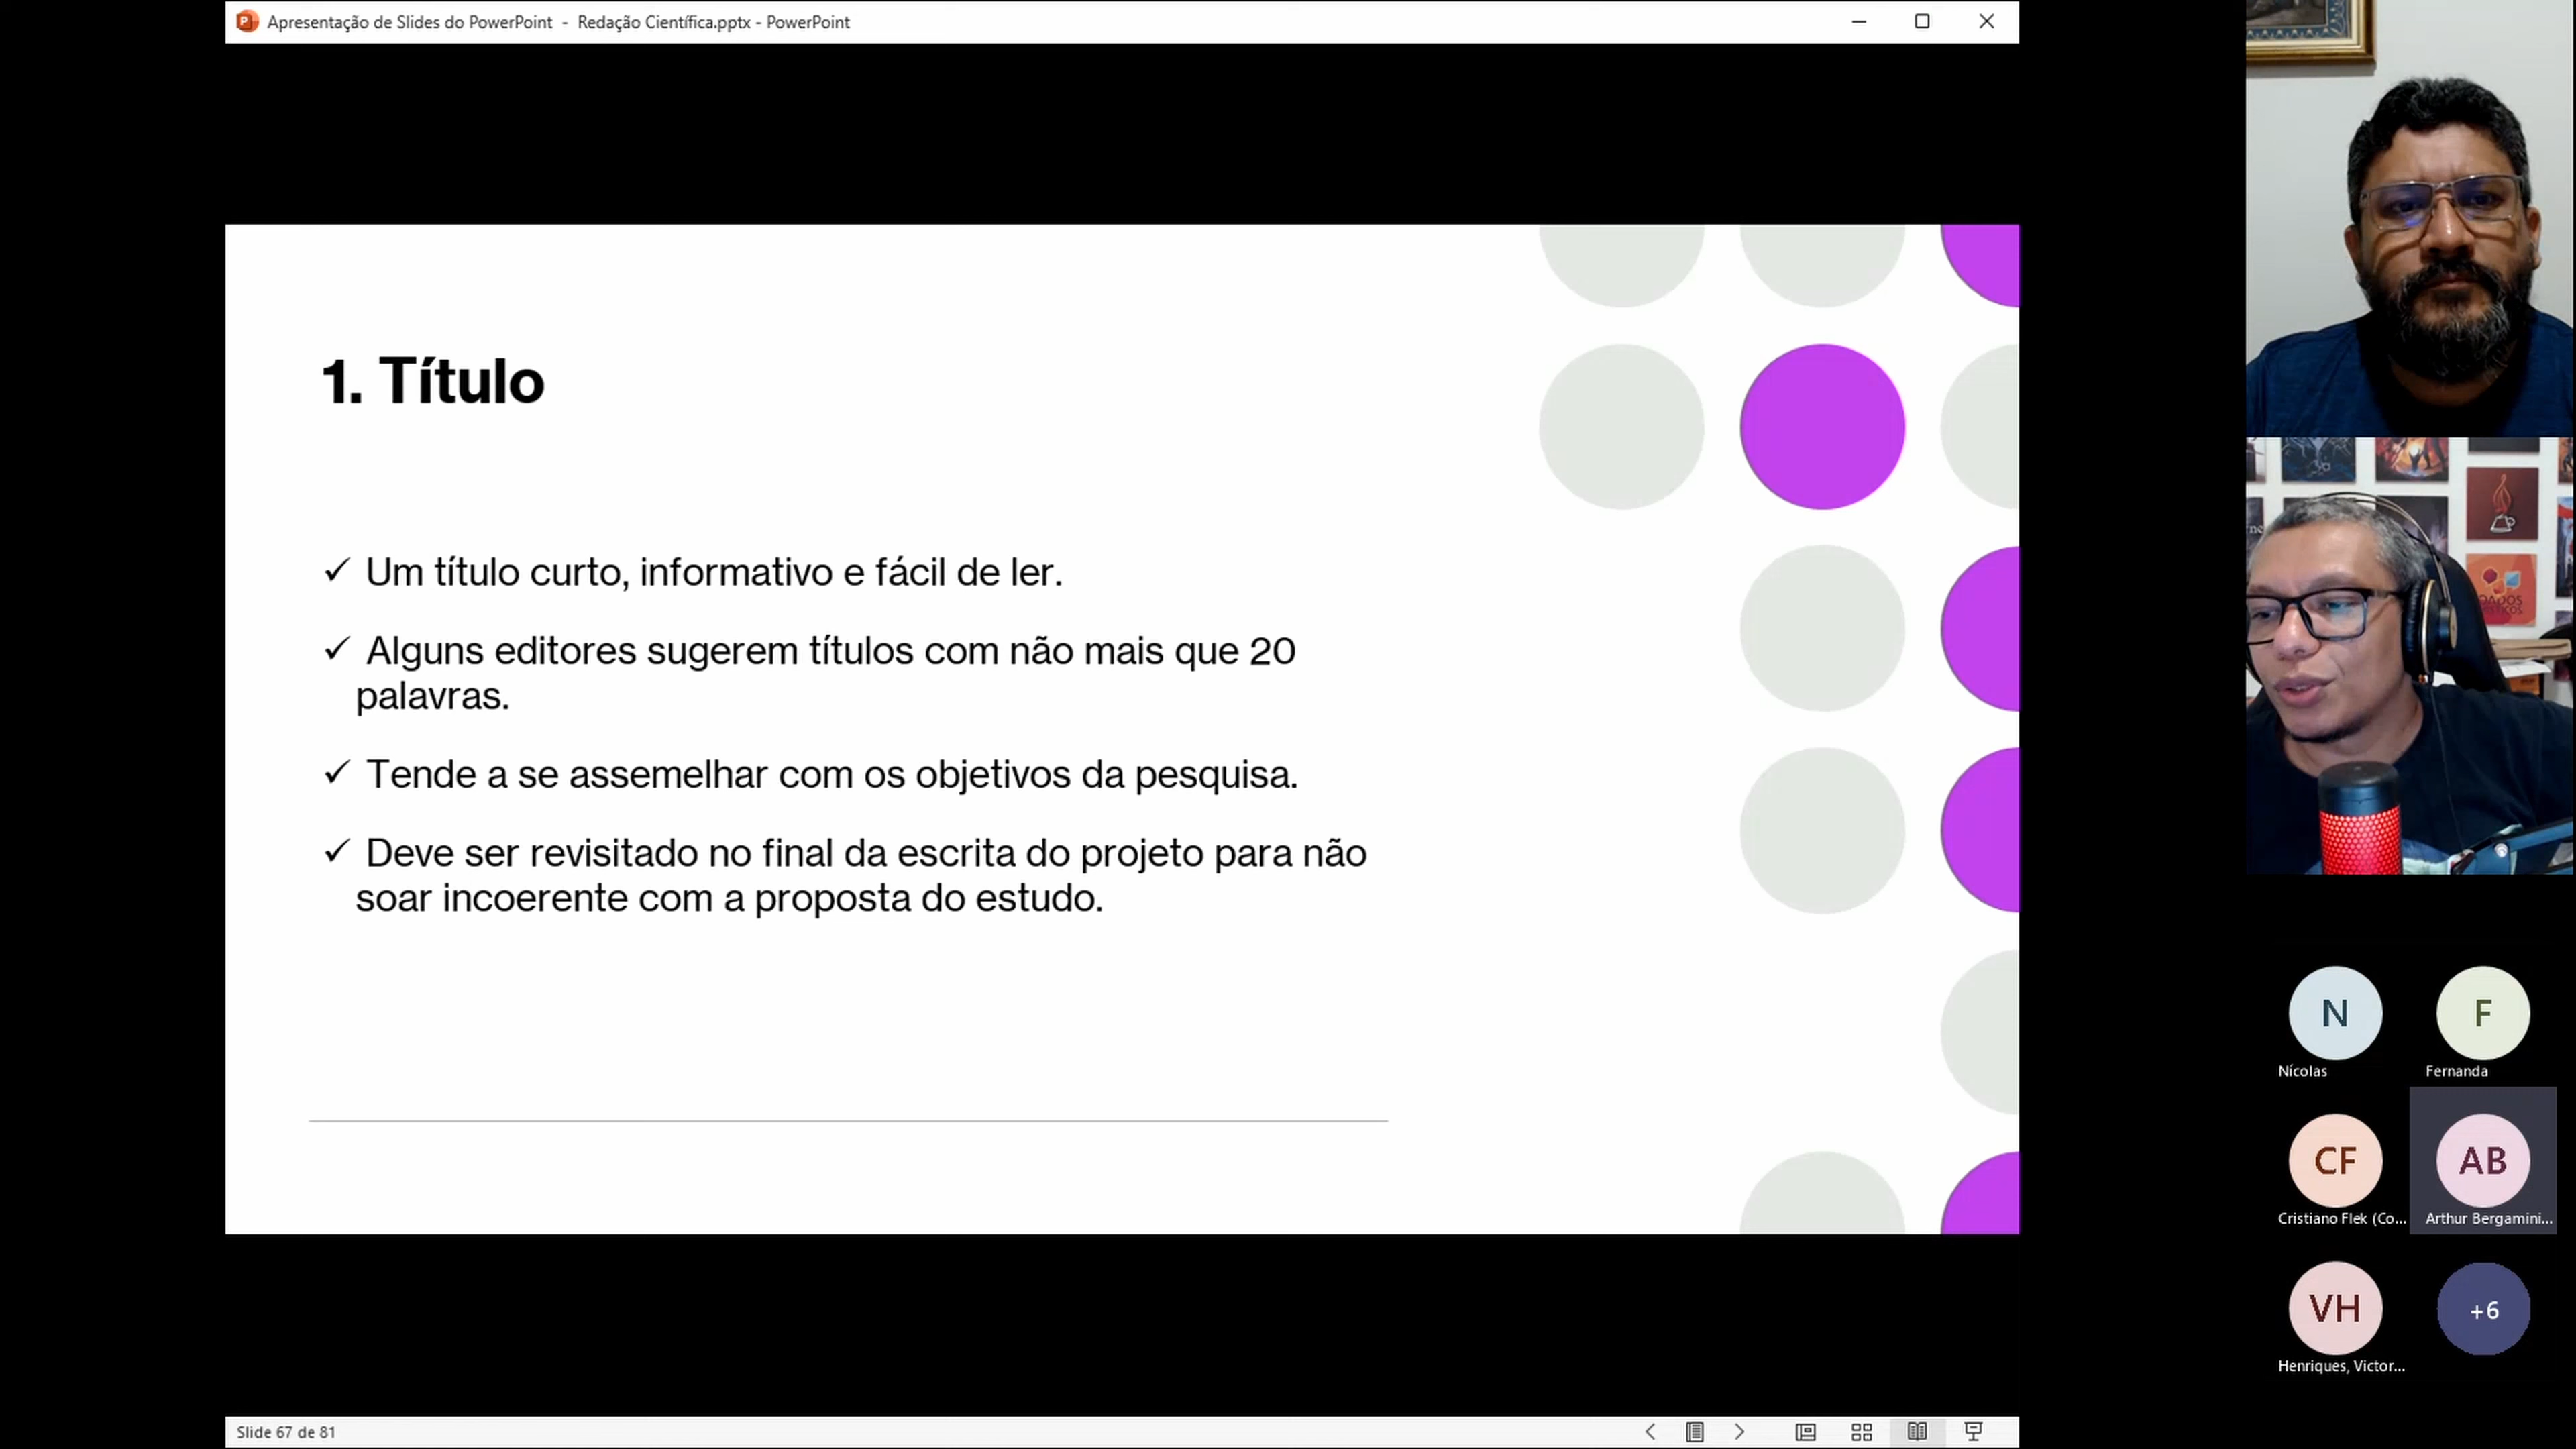 Apresentação de Slides do PowerPoint - Redação Científica.pptx - PowerPoint
1. Título
✓ Um título curto, informativo e fácil de ler.
✓ Alguns editores sugerem títulos com não mais que 20
palavras.
✓ Tende a se assemelhar com os objetivos da pesquisa.
✓ Deve ser revisitado no final da escrita do projeto para não
soar incoerente com a proposta do estudo.
Slide 67 de 81
N
Nícolas
F
Fernanda
CF
Cristiano Flek (Co...
AB
Arthur Bergamini...
VH
Henriques, Victor...
+6